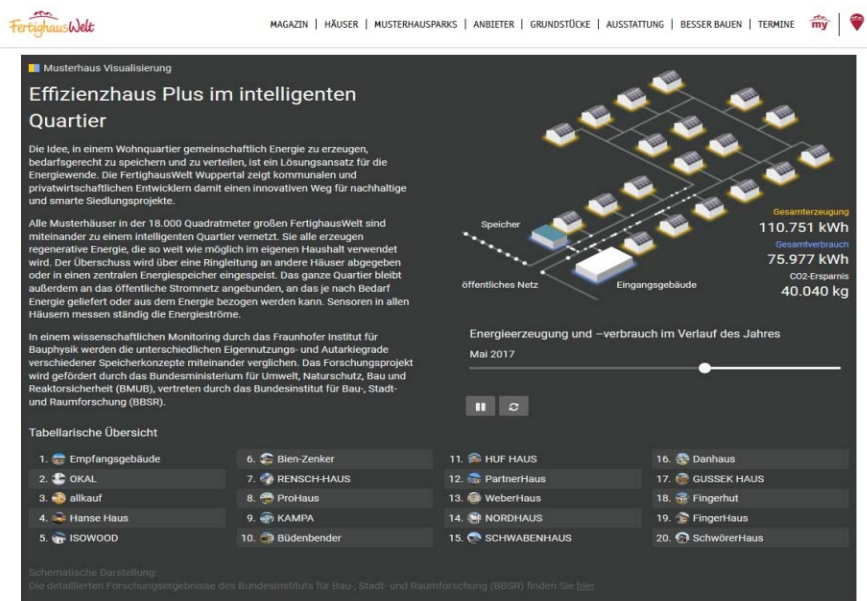 FertighausWelt
MAGAZIN | HÄUSER | MUSTERHAUSPARKS | ANBIETER | GRUNDSTÜCKE | AUSSTATTUNG | BESSER BAUEN | TERMINE
my
Musterhaus Visualisierung
Effizienzhaus Plus im intelligenten
Quartier
Die Idee, in einem Wohnquartier gemeinschaftlich Energie zu erzeugen,
bedarfsgerecht zu speichern und zu verteilen, ist ein Lösungsansatz für die
Energiewende. Die FertighausWelt Wuppertal zeigt kommunalen und
privatwirtschaftlichen Entwicklern damit einen innovativen Weg für nachhaltige
und smarte Siedlungsprojekte.
Alle Musterhäuser in der 18.000 Quadratmeter großen FertighausWelt sind
miteinander zu einem intelligenten Quartier vernetzt. Sie alle erzeugen
regenerative Energie, die so weit wie möglich im eigenen Haushalt verwendet
wird. Der Überschuss wird über eine Ringleitung an andere Häuser abgegeben
oder in einen zentralen Energiespeicher eingespeist. Das ganze Quartier bleibt
außerdem an das öffentliche Stromnetz angebunden, an das je nach Bedarf
Energie geliefert oder aus dem Energie bezogen werden kann. Sensoren in allen
Häusern messen ständig die Energieströme.
In einem wissenschaftlichen Monitoring durch das Fraunhofer Institut für
Bauphysik werden die unterschiedlichen Eigennutzungs- und Autarkiegrade
verschiedener Speicherkonzepte miteinander verglichen. Das Forschungsprojekt
wird gefördert durch das Bundesministerium für Umwelt, Naturschutz, Bau und
Reaktorsicherheit (BMUB), vertreten durch das Bundesinstitut für Bau-, Stadt-
und Raumforschung (BBSR).
Speicher
öffentliches Netz
Eingangsgebäude
Gesamterzeugung
110.751 kWh
Gesamtverbrauch
75.977 kWh
CO2-Ersparnis
40.040 kg
Energieerzeugung und –verbrauch im Verlauf des Jahres
Mai 2017
Tabellarische Übersicht
1. Empfangsgebäude
2. OKAL
3. allkauf
4. Hanse Haus
5. ISOWOOD
6. Bien-Zenker
7. RENSCH-HAUS
8. ProHaus
9. KAMPA
10. Büdenbender
11. HUF HAUS
12. PartnerHaus
13. WeberHaus
14. NORDHAUS
15. SCHWABENHAUS
16. Danhaus
17. GUSSEK HAUS
18. Fingerhut
19. FingerHaus
20. SchwörerHaus
Schematische Darstellung:
Die detaillierten Forschungsergebnisse des Bundesinstituts für Bau-, Stadt- und Raumforschung (BBSR) finden Sie hier.